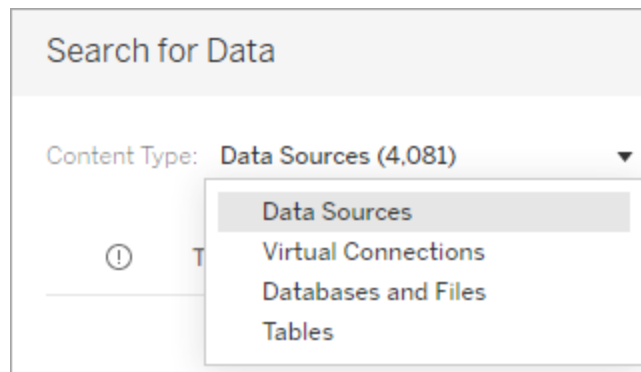 Search for Data
Content Type: Data Sources (4,081)
Data Sources
Virtual Connections
Databases and Files
Tables